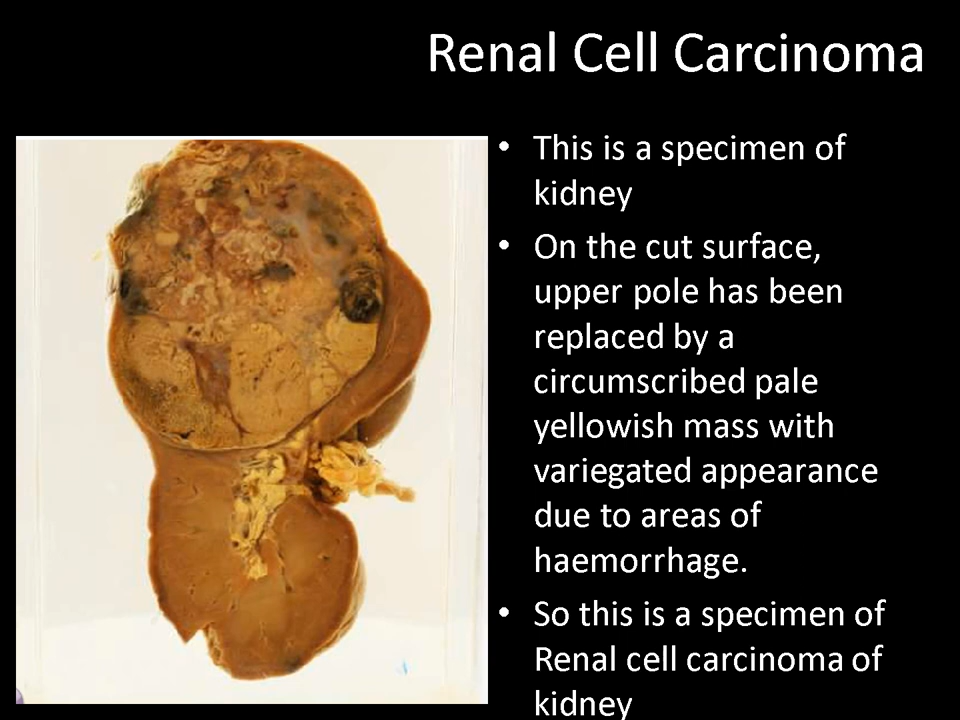 Renal Cell Carcinoma
• This is a specimen of
kidney
• On the cut surface,
upper pole has been
replaced by a
circumscribed pale
yellowish mass with
variegated appearance
due to areas of
haemorrhage.
• So this is a specimen of
Renal cell carcinoma of
kidney